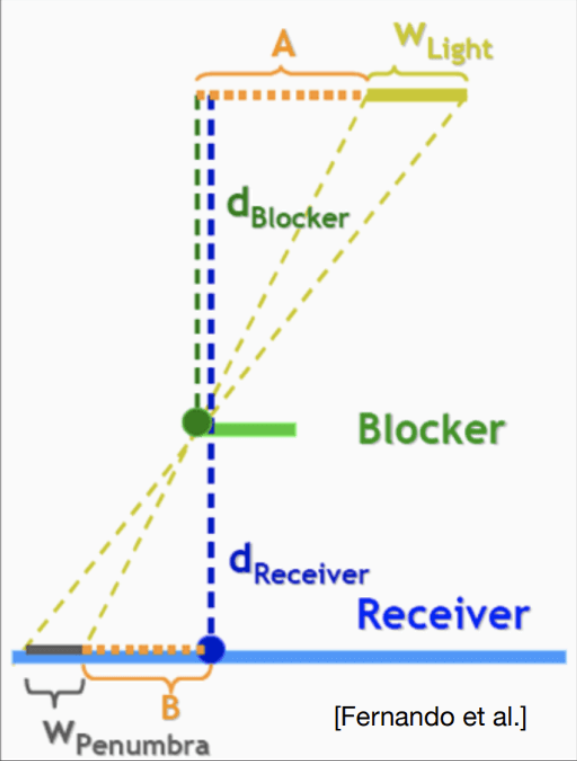 A
wLight
dBlocker
Blocker
dReceiver
Receiver
B
[Fernando et al.]
wPenumbra